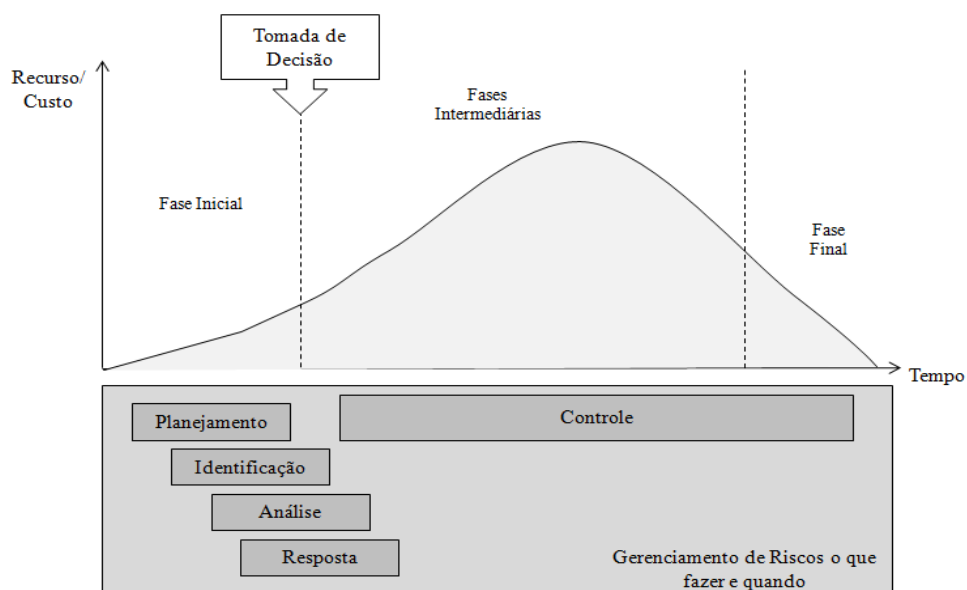 Tomada de
Decisão
Recurso/
Custo
Fases
Intermediárias
Fase Inicial
Fase
Final
Tempo
Planejamento
Controle
Identificação
Análise
Resposta
Gerenciamento de Riscos o que
fazer e quando